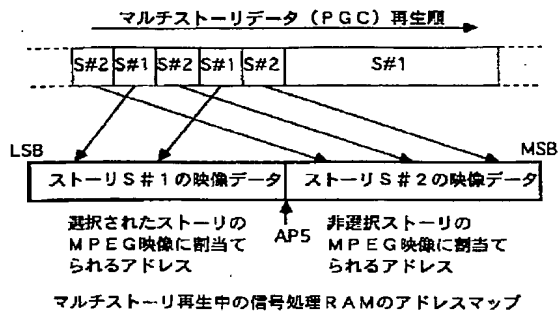 マルチストーリデータ（PGC）再生順
S#2 S#1 S#2 S#1 S#2 S#1
LSB MSB
ストーリS#1の映像データ ストーリS#2の映像データ
選択されたストーリの
MPEG映像に割当て
られるアドレス
AP5
非選択ストーリの
MPEG映像に割当て
られるアドレス
マルチストーリ再生中の信号処理RAMのアドレスマップ